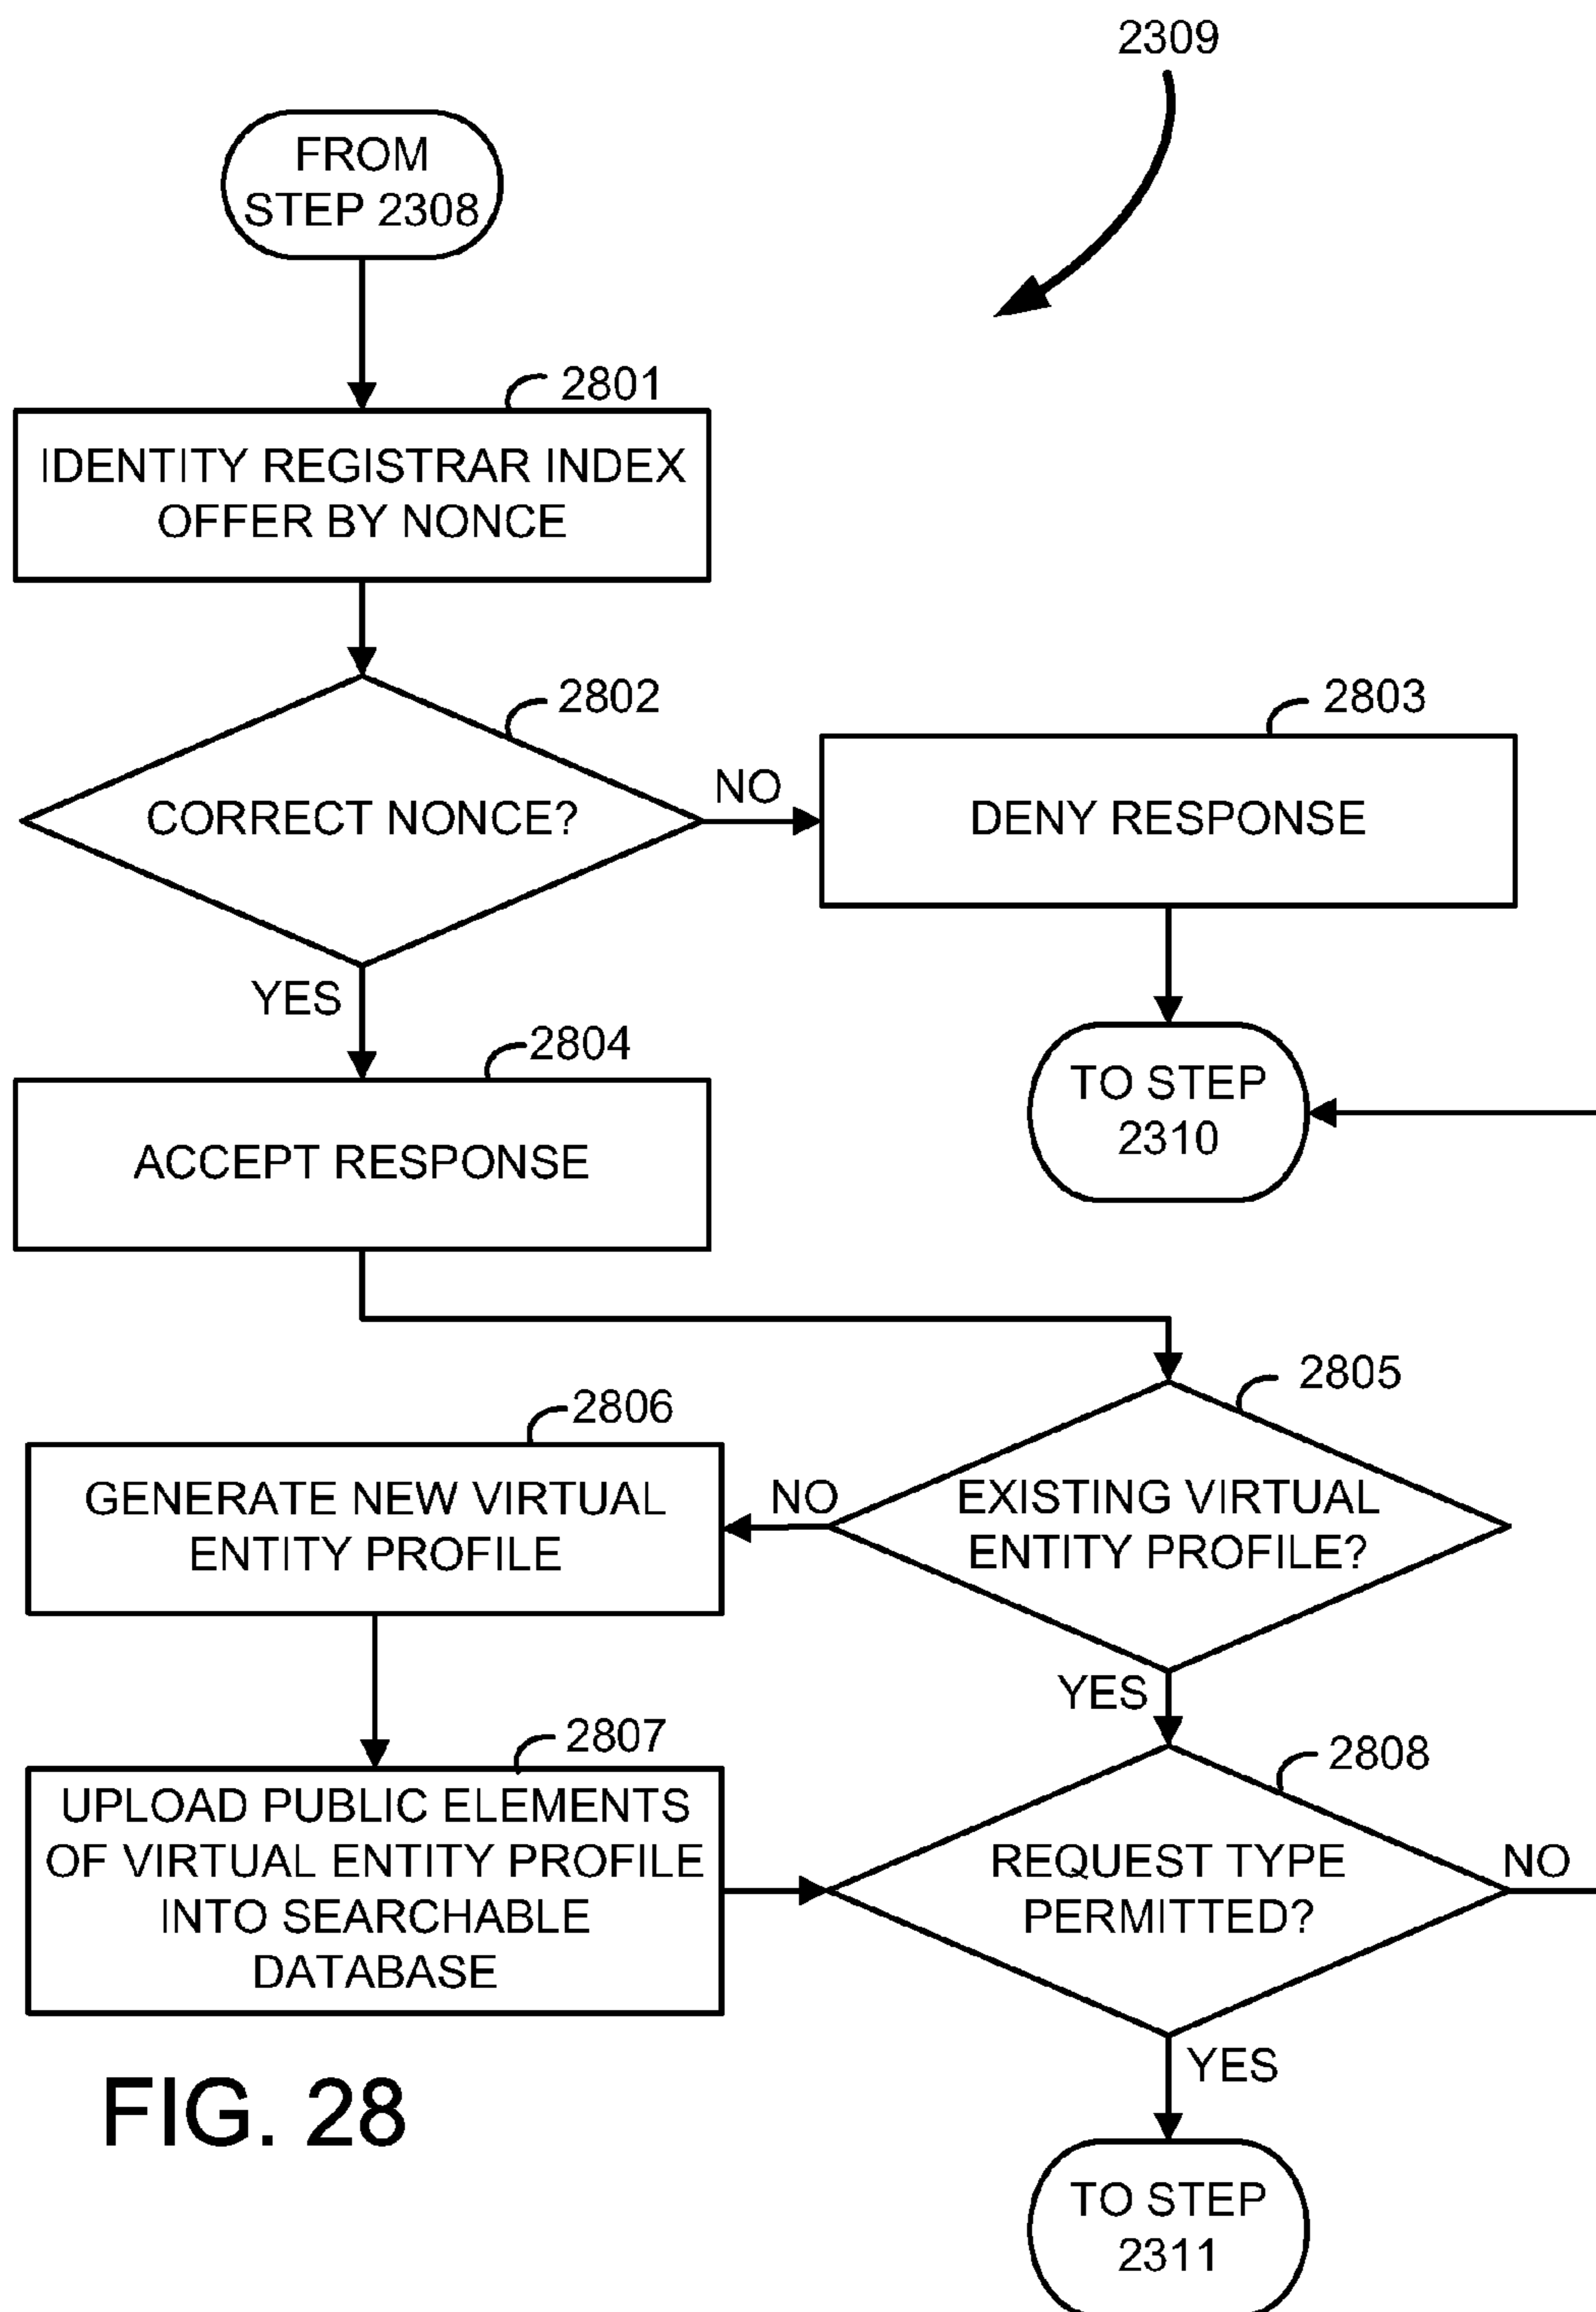 2309
FROM
STEP 2308
2801
IDENTITY REGISTRAR INDEX
OFFER BY NONCE
2802
CORRECT NONCE?
NO
2803
DENY RESPONSE
YES
2804
ACCEPT RESPONSE
TO STEP
2310
2805
EXISTING VIRTUAL
ENTITY PROFILE?
NO
2806
GENERATE NEW VIRTUAL
ENTITY PROFILE
YES
2807
UPLOAD PUBLIC ELEMENTS
OF VIRTUAL ENTITY PROFILE
INTO SEARCHABLE
DATABASE
2808
REQUEST TYPE
PERMITTED?
NO
YES
TO STEP
2311
FIG. 28